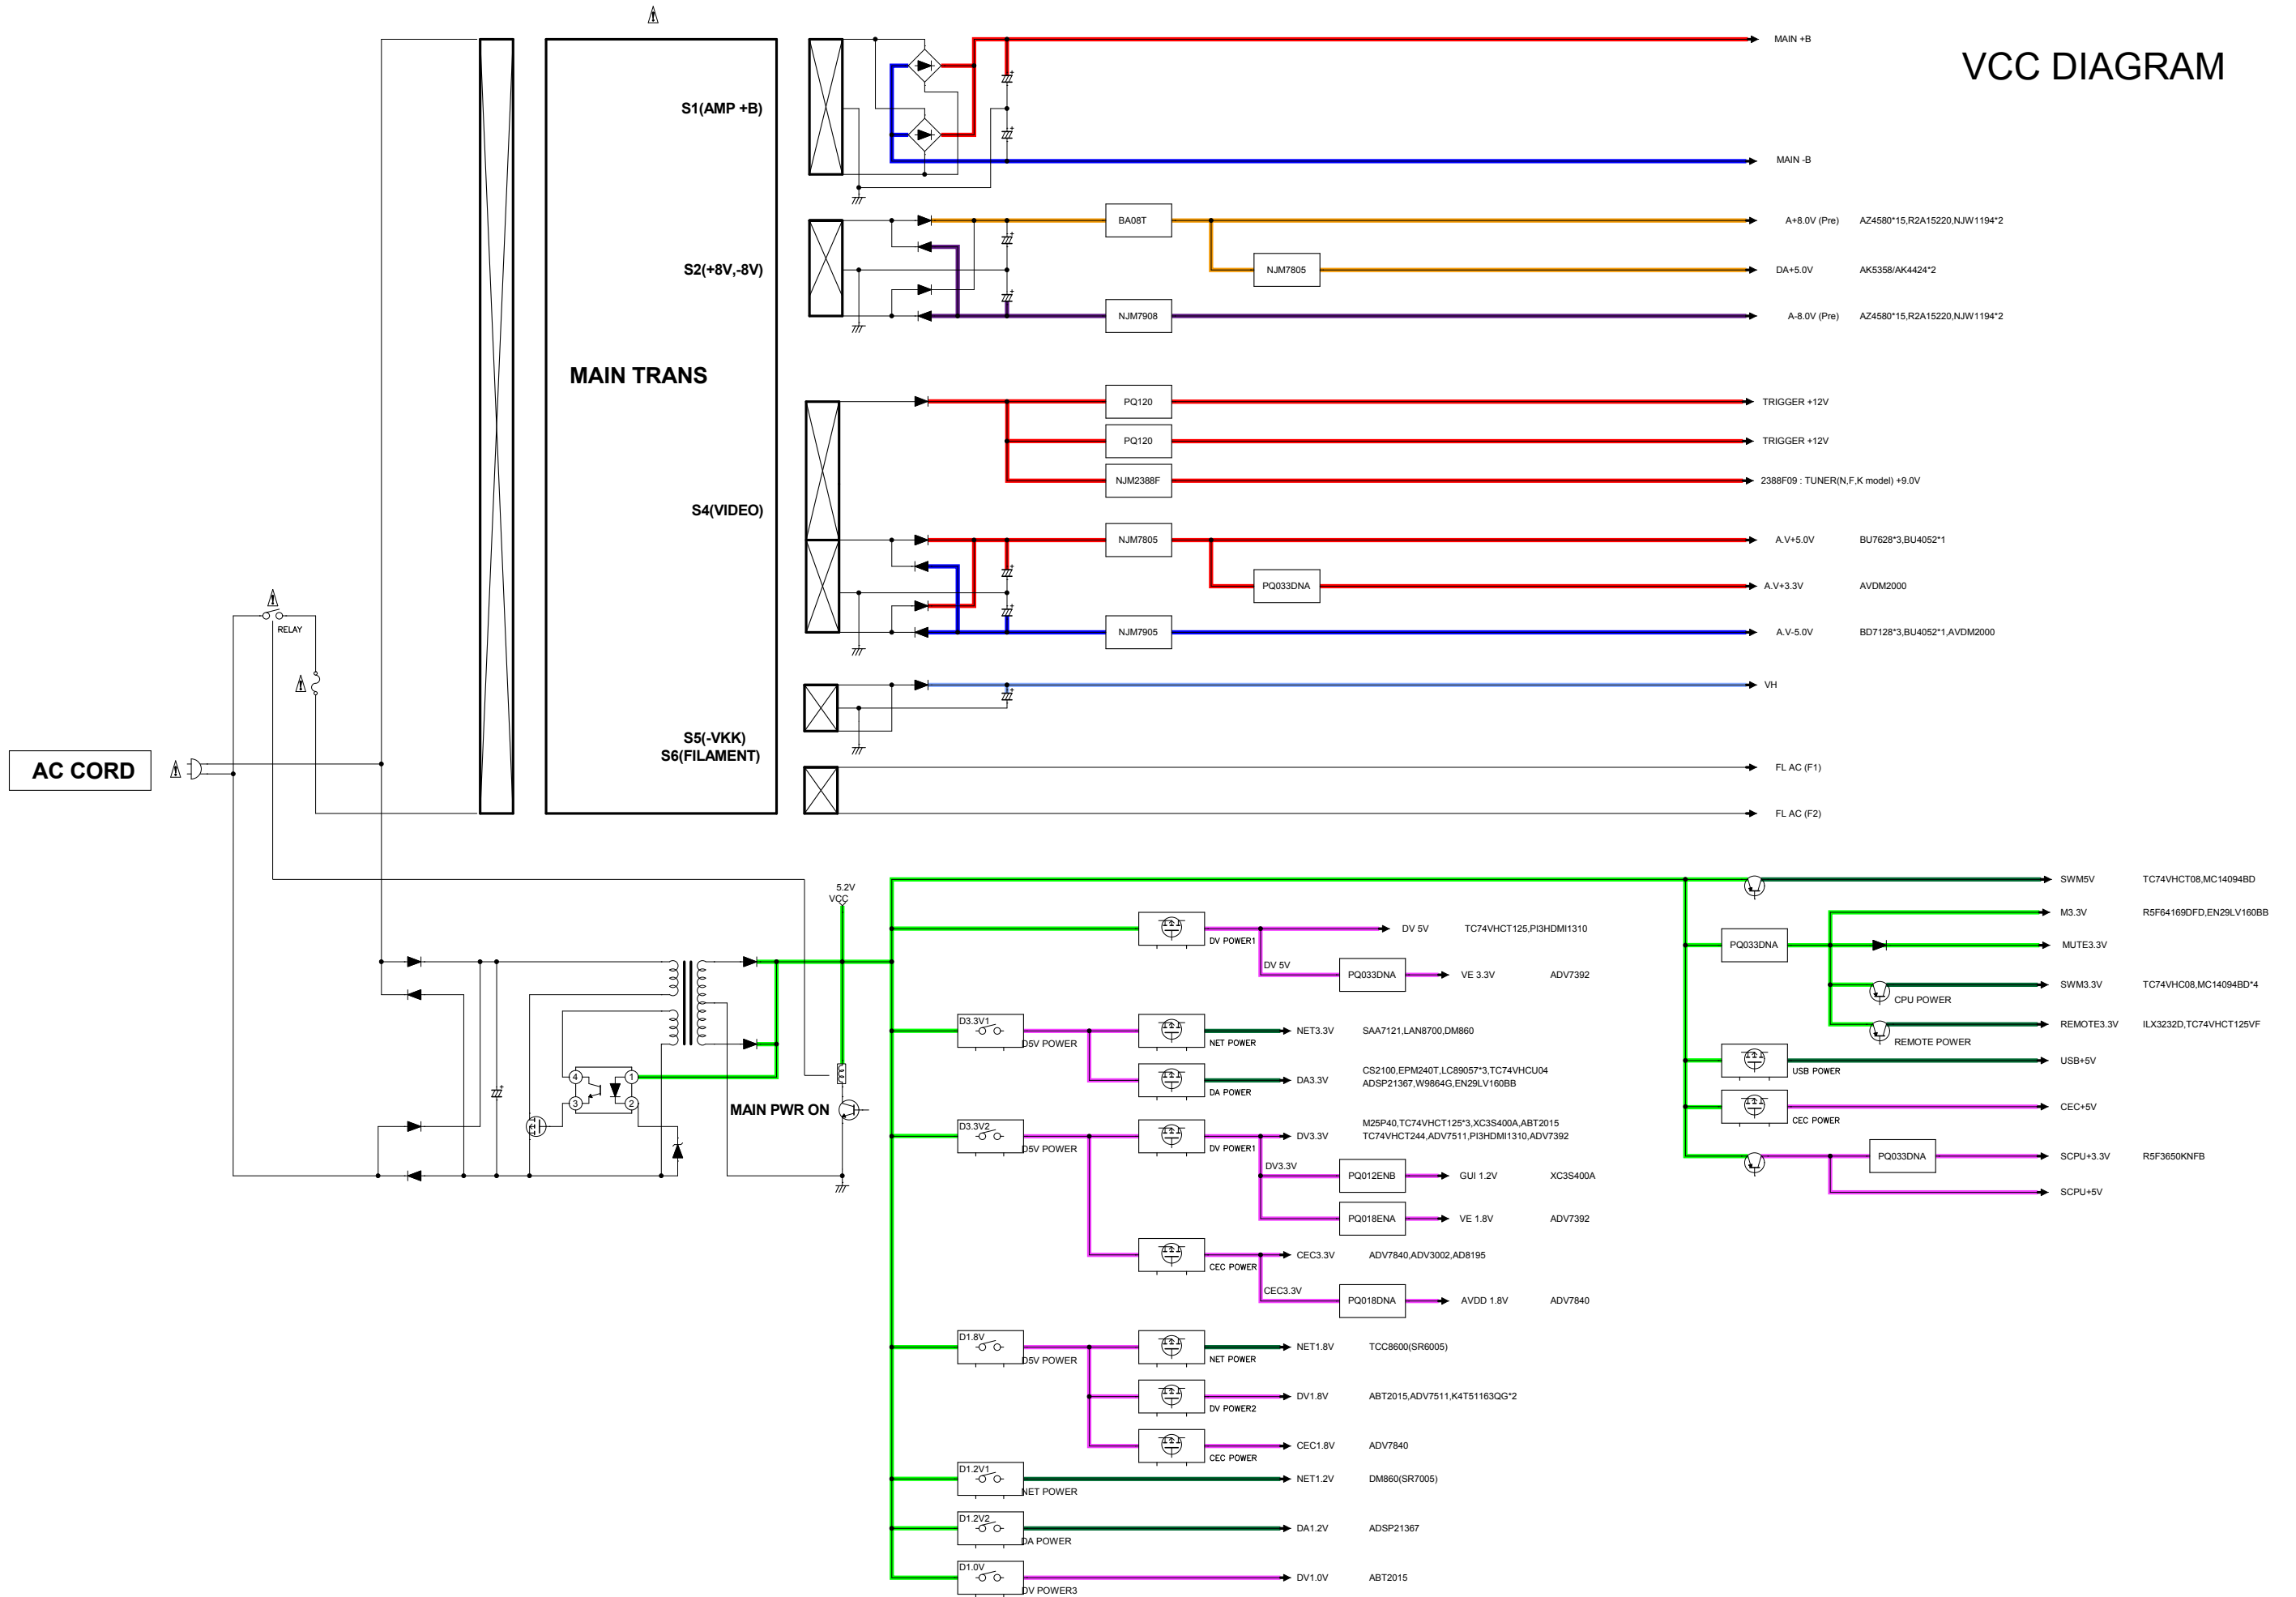 VCC DIAGRAM
MAIN +B
S1(AMP +B)
MAIN -B
BA08T
A+8.0V (Pre) AZ4580*15,R2A15220,NJW1194*2
S2(+8V,-8V)
NJM7805
DA+5.0V AK5358/AK4424*2
NJM7908
A-8.0V (Pre) AZ4580*15,R2A15220,NJW1194*2
MAIN TRANS
PQ120
TRIGGER +12V
PQ120
TRIGGER +12V
NJM2388F
2388F09 : TUNER(N,F,K model) +9.0V
S4(VIDEO)
NJM7805
A.V+5.0V BU7628*3,BU4052*1
PQ033DNA
A.V+3.3V AVDM2000
RELAY
NJM7905
A.V-5.0V BD7128*3,BU4052*1,AVDM2000
VH
S5(-VKK)
S6(FILAMENT)
AC CORD
FL AC (F1)
FL AC (F2)
5.2V
VCC
SWM5V TC74VHCT08,MC14094BD
M3.3V R5F64169DFD,EN29LV160BB
DV POWER1
DV 5V TC74VHCT125,PI3HDMI1310
PQ033DNA
MUTE3.3V
DV 5V
PQ033DNA
VE 3.3V ADV7392
SWM3.3V TC74VHC08,MC14094BD*4
CPU POWER
D3.3V1
D5V POWER
NET POWER
NET3.3V SAA7121,LAN8700,DM860
REMOTE3.3V ILX3232D,TC74VHCT125VF
REMOTE POWER
USB+5V
USB POWER
4
1
3
2
DA POWER
DA3.3V
CS2100,EPM240T,LC89057*3,TC74VHCU04
ADSP21367,W9864G,EN29LV160BB
MAIN PWR ON
CEC+5V
CEC POWER
D3.3V2
D5V POWER
DV POWER1
DV3.3V
M25P40,TC74VHCT125*3,XC3S400A,ABT2015
TC74VHCT244,ADV7511,PI3HDMI1310,ADV7392
PQ033DNA
SCPU+3.3V R5F3650KNFB
DV3.3V
PQ012ENB
GUI 1.2V XC3S400A
SCPU+5V
PQ018ENA
VE 1.8V ADV7392
CEC POWER
CEC3.3V ADV7840,ADV3002,AD8195
CEC3.3V
PQ018DNA
AVDD 1.8V ADV7840
D1.8V
D5V POWER
NET POWER
NET1.8V TCC8600(SR6005)
DV POWER2
DV1.8V ABT2015,ADV7511,K4T51163QG*2
CEC POWER
CEC1.8V ADV7840
D1.2V1
NET POWER
NET1.2V DM860(SR7005)
D1.2V2
DA POWER
DA1.2V ADSP21367
D1.0V
DV POWER3
DV1.0V ABT2015